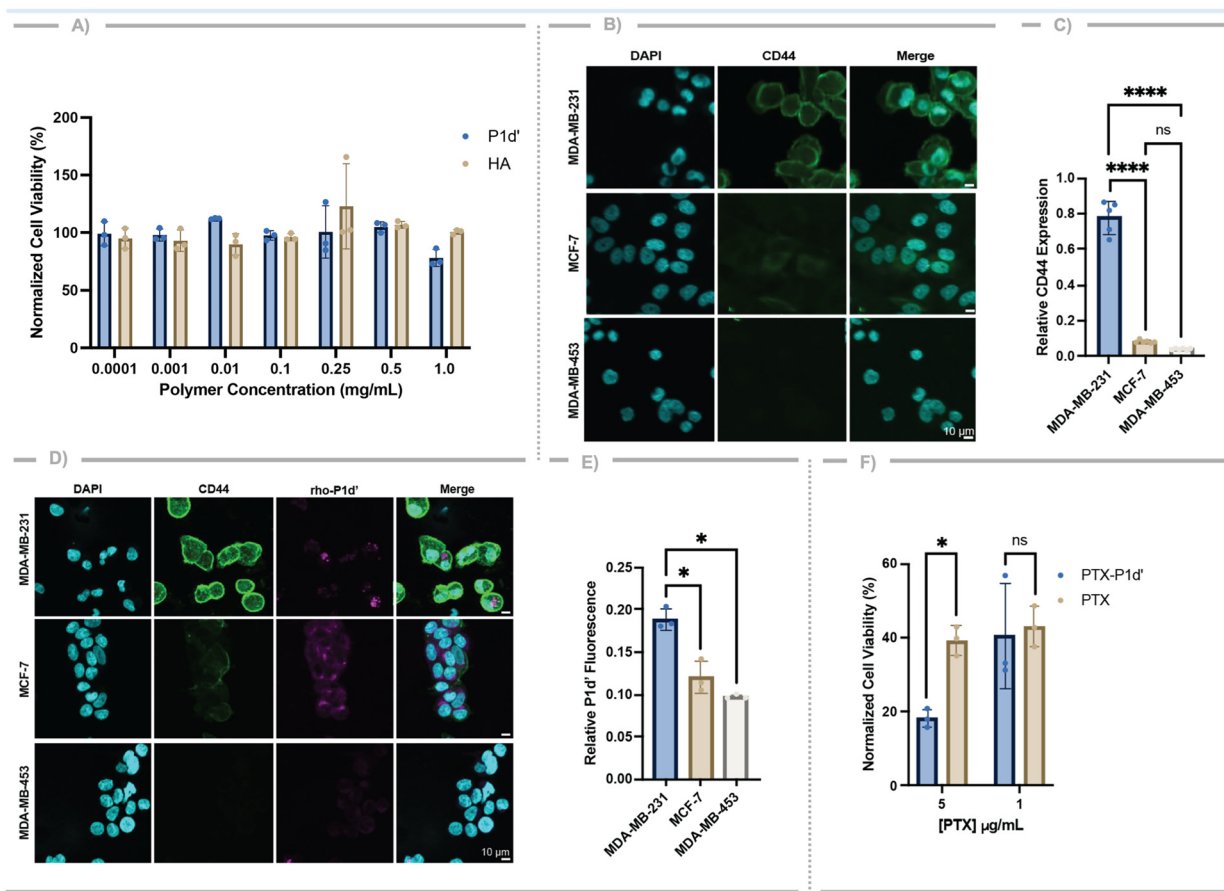 A)
200
150
100
50
0
Normalized Cell Viability (%)
P1d'
HA
0.0001 0.001 0.01 0.1 0.25 0.5 1.0
Polymer Concentration (mg/mL)
B)
DAPI CD44 Merge
MDA-MB-231
MCF-7
MDA-MB-453
10 µm
C)
****
ns
****
1.0
0.8
0.6
0.4
0.2
0.0
Relative CD44 Expression
MDA-MB-231 MCF-7 MDA-MB-453
D)
DAPI CD44 rho-P1d' Merge
MDA-MB-231
MCF-7
MDA-MB-453
10 µm
E)
*
*
0.25
0.20
0.15
0.10
0.05
0.00
Relative P1d' Fluorescence
MDA-MB-231 MCF-7 MDA-MB-453
F)
* ns
60
40
20
0
Normalized Cell Viability (%)
PTX-P1d'
PTX
5 1
[PTX] µg/mL